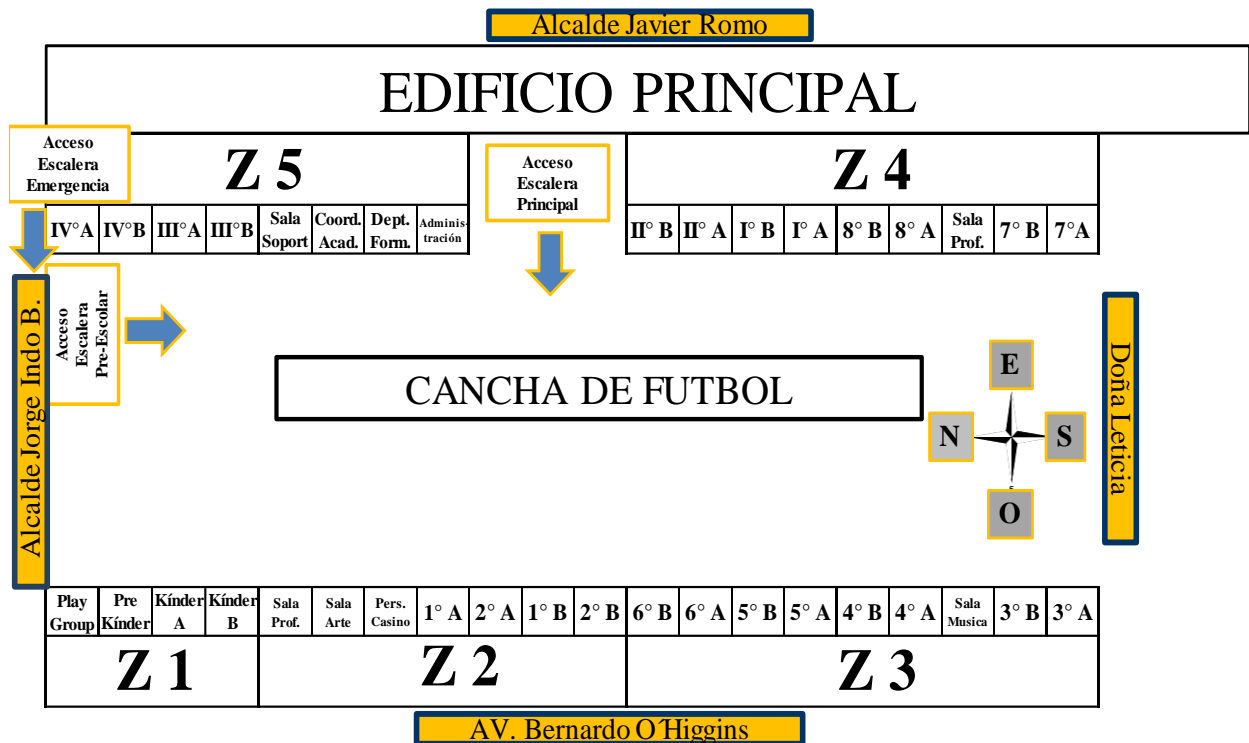 Alcalde Javier Romo
EDIFICIO PRINCIPAL
Acceso
Escalera
Emergencia
Z 5
Acceso
Escalera
Principal
Z 4
IV°A IV°B III°A III°B Sala Soport Coord. Acad. Dept. Form. Adminis-tración
II° B II° A I° B I° A 8° B 8° A Sala Prof. 7° B 7°A
Alcalde Jorge Indo B.
Acceso
Escalera
Pre-Escolar
CANCHA DE FUTBOL
E
N S
O
Doña Leticia
Play Group Pre Kínder Kínder A Kínder B Sala Prof. Sala Arte Pers. Casino 1° A 2° A 1° B 2° B 6° B 6° A 5° B 5° A 4° B 4° A Sala Musica 3° B 3° A
Z 1 Z 2 Z 3
AV. Bernardo O´Higgins